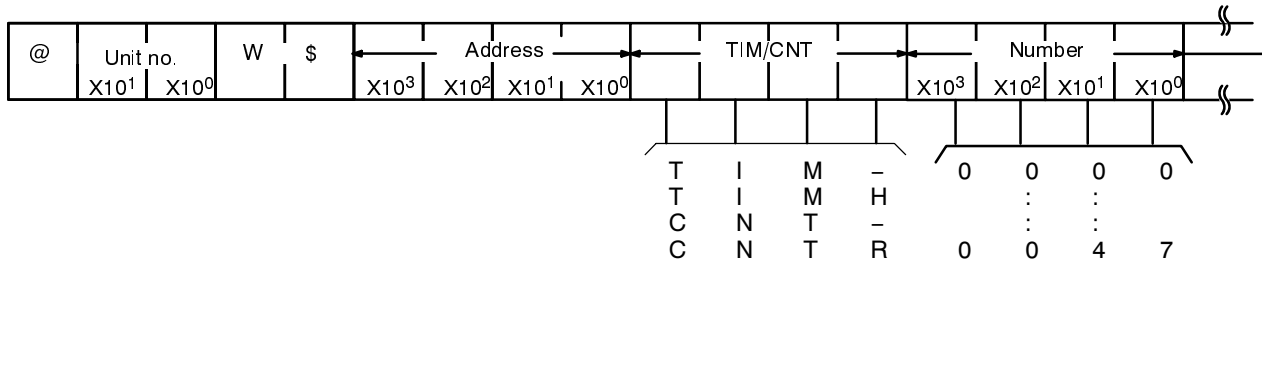 @ Unit no. W $ Address TIM/CNT Number
X10¹ X10⁰ X10³ X10² X10¹ X10⁰ X10³ X10² X10¹ X10⁰
T I M – 0 0 0 0
T I M H : :
C N T – : :
C N T R 0 0 4 7